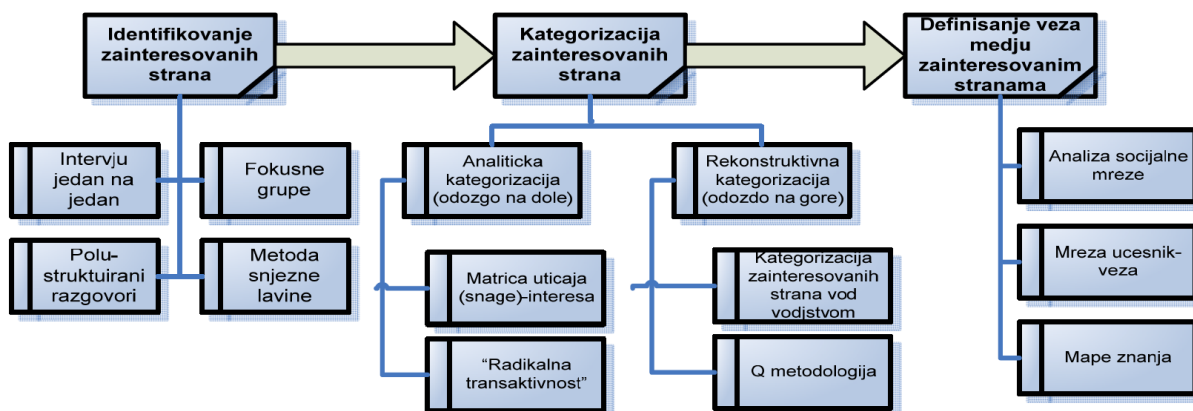 Identifikovanje
zainteresovanih
strana
Kategorizacija
zainteresovanih
strana
Definisanje veza
medju
zainteresovanim
stranama
Intervju
jedan na
jedan
Fokusne
grupe
Polu-
struktuirani
razgovori
Metoda
snjezne
lavine
Analiticka
kategorizacija
(odozgo na dole)
Matrica uticaja
(snage)-interesa
“Radikalna
transaktivnost”
Rekonstruktivna
kategorizacija
(odozdo na gore)
Kategorizacija
zainteresovanih
strana vod
vodjstvom
Q metodologija
Analiza socijalne
mreze
Mreza ucesnik-
veza
Mape znanja